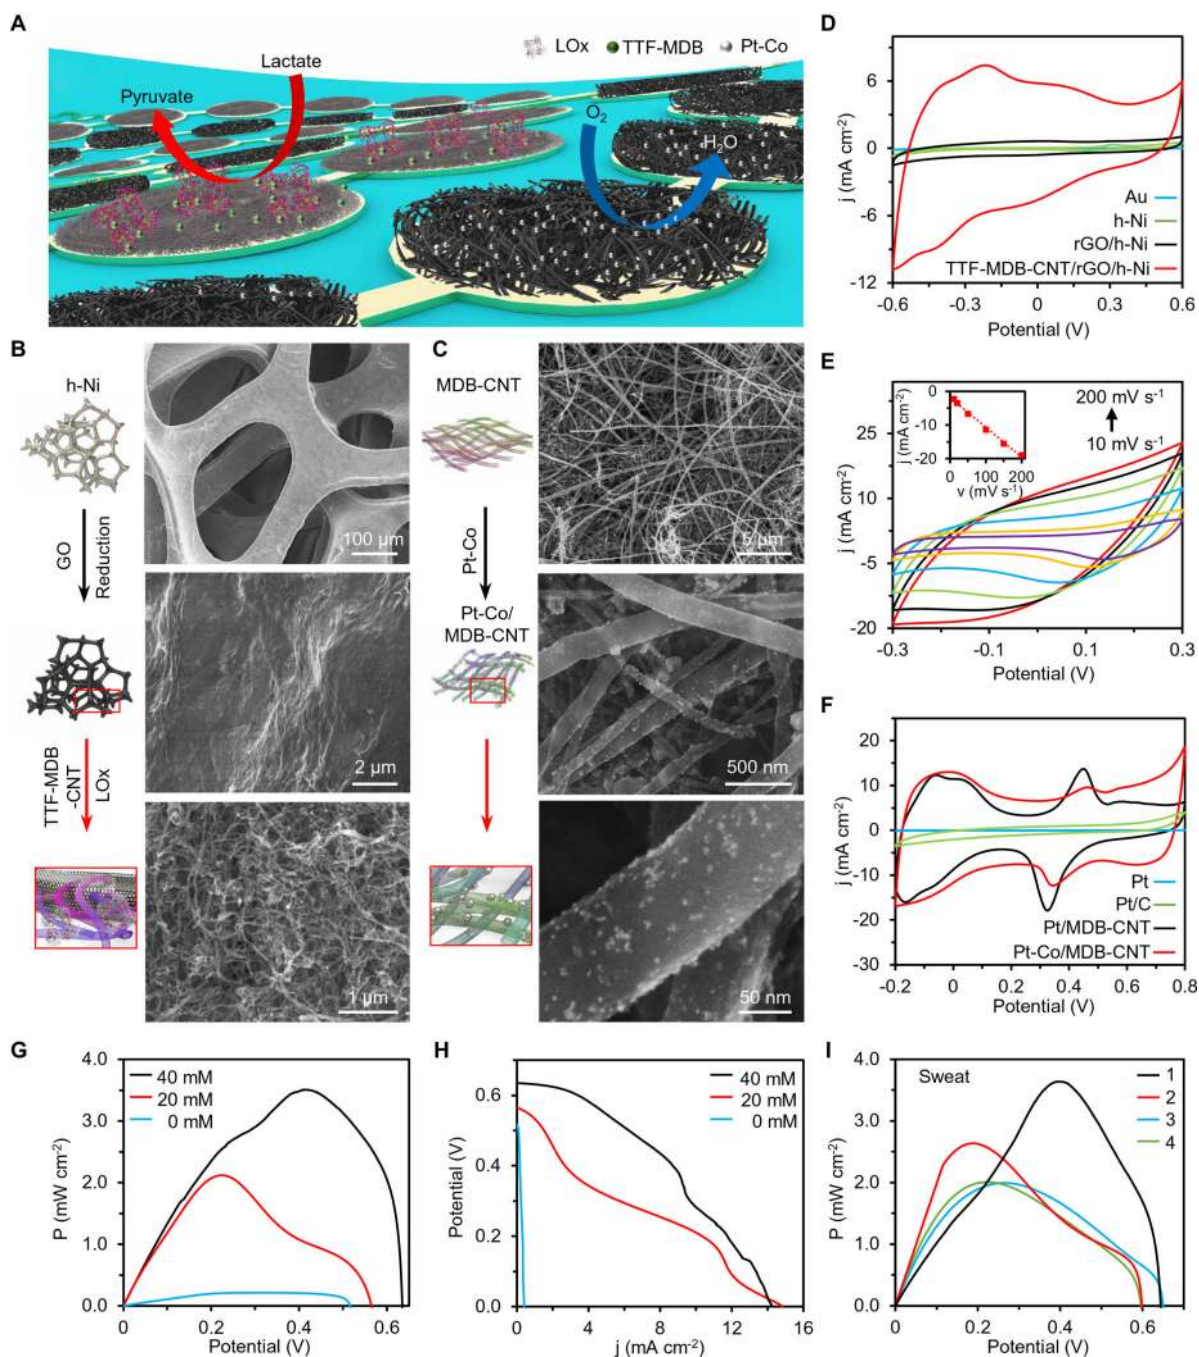 A
LOx
TTF-MDB
Pt-Co
Lactate
Pyruvate
O2
H2O
B
h-Ni
GO
Reduction
TTF-MDB
-CNT
LOx
100 μm
2 μm
1 μm
C
MDB-CNT
Pt-Co
Pt-Co/
MDB-CNT
5 μm
500 nm
50 nm
D
j (mA cm-2)
6
0
-6
-12
Au
h-Ni
rGO/h-Ni
TTF-MDB-CNT/rGO/h-Ni
-0.6 -0.3 0 0.3 0.6
Potential (V)
E
j (mA cm-2)
25
10
-5
-20
0
-10
-20
j (mA cm-2)
0 100 200
v (mV s-1)
200 mV s-1
10 mV s-1
-0.3 -0.1 0.1 0.3
Potential (V)
F
j (mA cm-2)
20
10
0
-10
-20
-30
Pt
Pt/C
Pt/MDB-CNT
Pt-Co/MDB-CNT
-0.2 0 0.2 0.4 0.6 0.8
Potential (V)
G
P (mW cm-2)
4.0
3.0
2.0
1.0
0.0
40 mM
20 mM
0 mM
0 0.2 0.4 0.6
Potential (V)
H
Potential (V)
0.6
0.4
0.2
0.0
40 mM
20 mM
0 mM
0 4 8 12 16
j (mA cm-2)
I
P (mW cm-2)
4.0
3.0
2.0
1.0
0.0
Sweat
1
2
3
4
0 0.2 0.4 0.6
Potential (V)